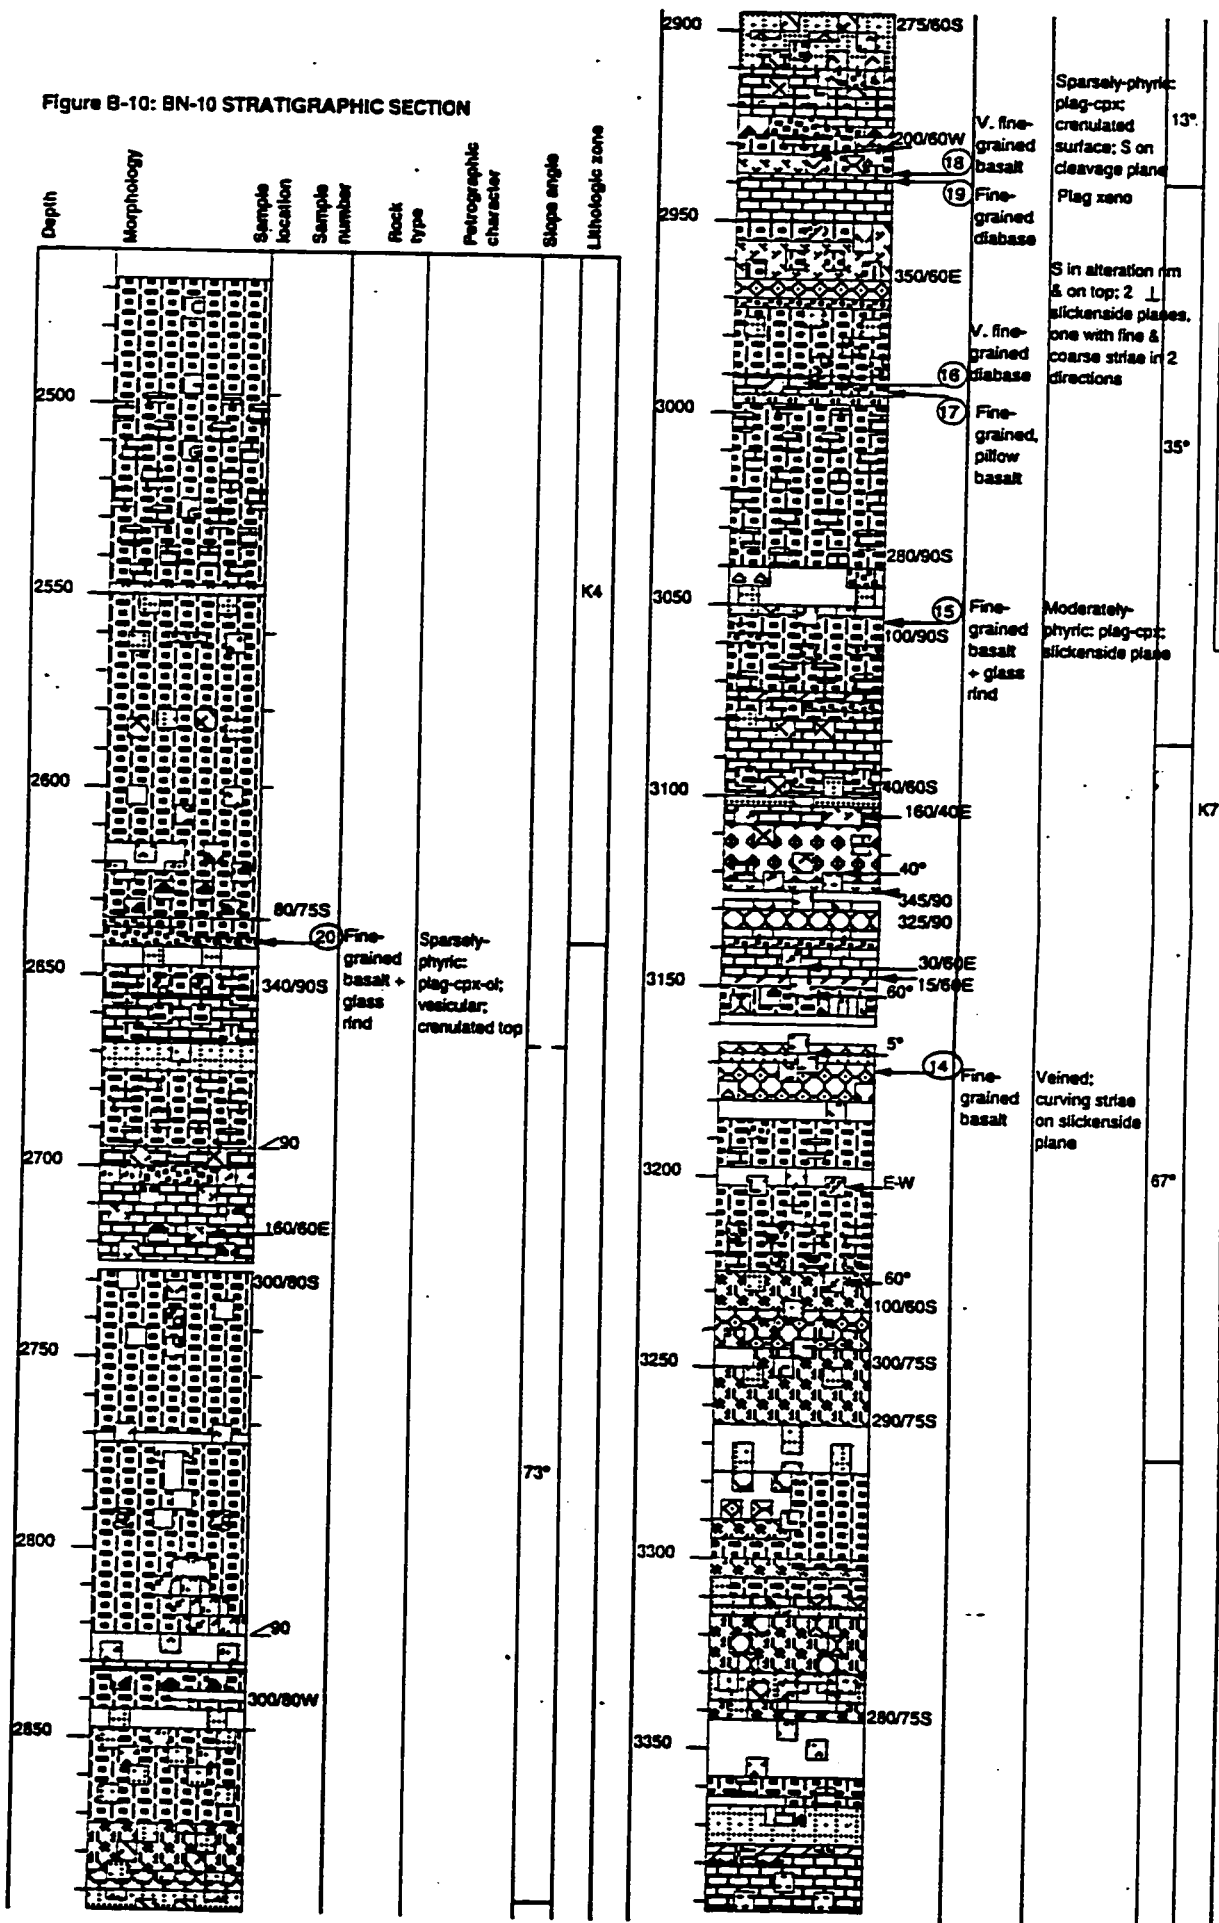 Figure B-10: BN-10 STRATIGRAPHIC SECTION
Depth
Morphology
Sample location
Sample number
Rock type
Petrographic character
Slope angle
Lithologic zone
2500
2550
K4
2600
80/75S
20
Fine-
grained
basalt +
glass
rind
Sparsely-
phyric:
plag-cpx-ol;
vesicular;
crenulated top
2650
340/90S
90
2700
160/60E
300/80S
2750
73°
2800
90
300/80W
2850
2900
275/60S
Sparsely-phyric:
plag-cpx;
crenulated
surface; S on
cleavage plane
13°
200/60W
18
V. fine-
grained
basalt
19
Fine-
grained
diabase
Plag xeno
2950
350/60E
S in alteration rim
& on top; 2 ⊥
slickenside planes,
one with fine &
coarse striae in 2
directions
16
V. fine-
grained
diabase
3000
17
Fine-
grained,
pillow
basalt
35°
280/90S
3050
15
100/90S
Fine-
grained
basalt
+ glass
rind
Moderately-
phyric: plag-cpx;
slickenside plane
40/60S
3100
160/40E
K7
40°
345/90
325/90
30/60E
3150
15/60E
60°
5°
14
Fine-
grained
basalt
Veined;
curving striae
on slickenside
plane
3200
E-W
67°
60°
100/60S
3250
300/75S
290/75S
3300
280/75S
3350